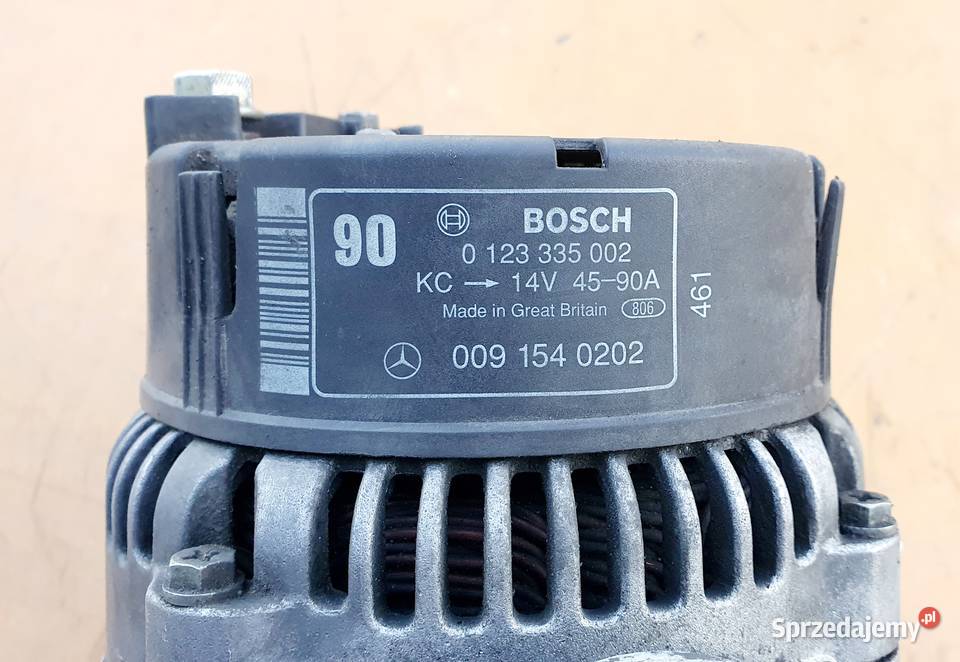 90
BOSCH
0 123 335 002
KC → 14V 45-90A
Made in Great Britain 806
009 154 0202
461
Sprzedajemy.pl